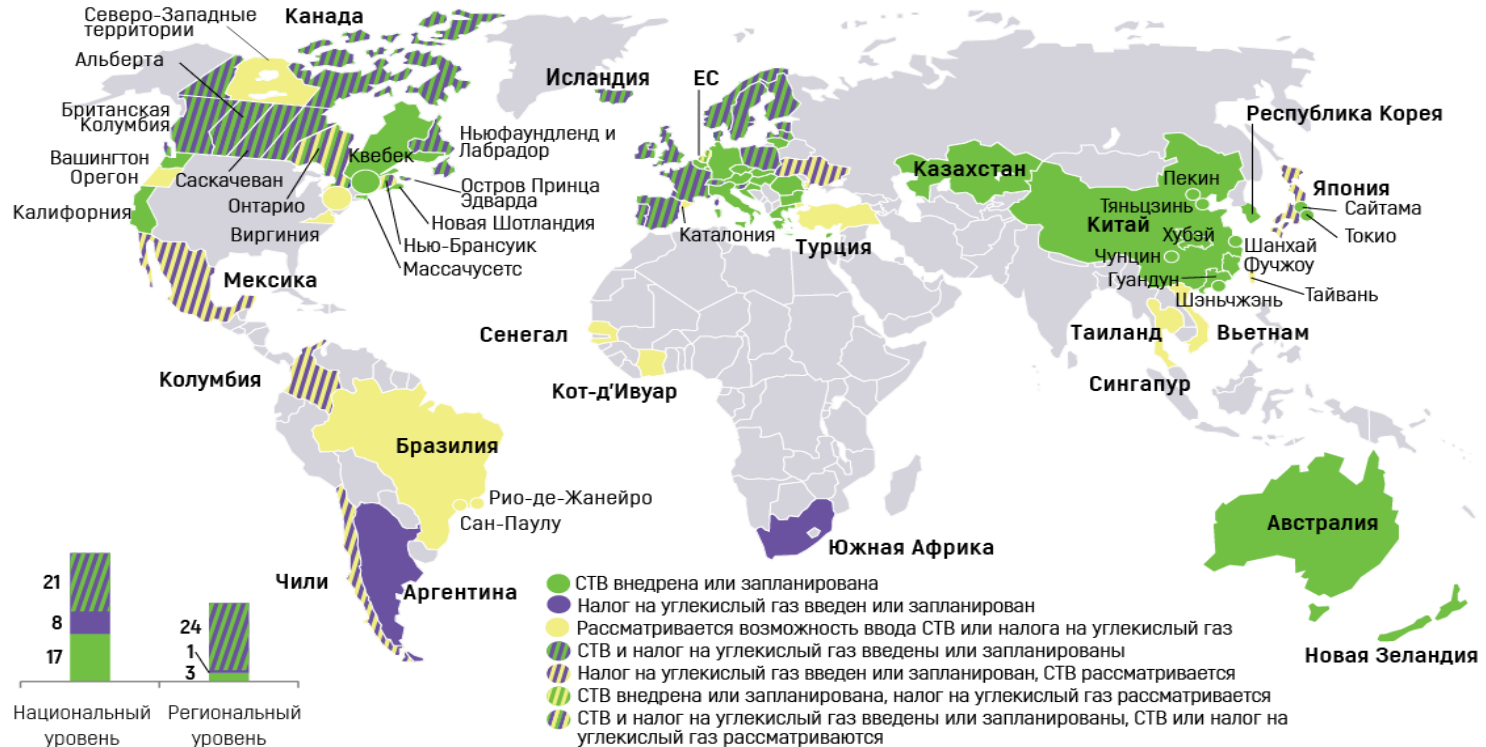 Северо-Западные
территории
Канада
Альберта
Британская
Колумбия
Вашингтон
Орегон
Саскачеван
Калифорния
Онтарио
Виргиния
Квебек
Ньюфаундленд и
Лабрадор
Остров Принца
Эдварда
Новая Шотландия
Нью-Брансуик
Массачусетс
Мексика
Исландия
ЕС
Каталония
Турция
Казахстан
Республика Корея
Пекин
Тяньцзинь
Китай
Хубэй
Чунцин
Гуандун
Шэньчжэнь
Шанхай
Фучжоу
Япония
Сайтама
Токио
Тайвань
Таиланд
Вьетнам
Сингапур
Сенегал
Кот-д'Ивуар
Колумбия
Бразилия
Рио-де-Жанейро
Сан-Паулу
Южная Африка
Австралия
Новая Зеландия
Чили
Аргентина
21
8
17
24
1
3
Национальный
уровень
Региональный
уровень
СТВ внедрена или запланирована
Налог на углекислый газ введен или запланирован
Рассматривается возможность ввода СТВ или налога на углекислый газ
СТВ и налог на углекислый газ введены или запланированы
Налог на углекислый газ введен или запланирован, СТВ рассматривается
СТВ внедрена или запланирована, налог на углекислый газ рассматривается
СТВ и налог на углекислый газ введены или запланированы, СТВ или налог на
углекислый газ рассматриваются